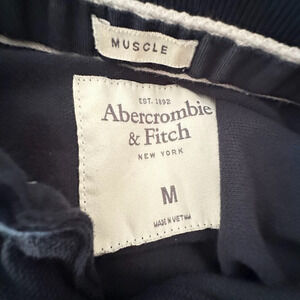 MUSCLE
EST. 1892
Abercrombie
& Fitch
NEW YORK
M
MADE IN VIETNAM